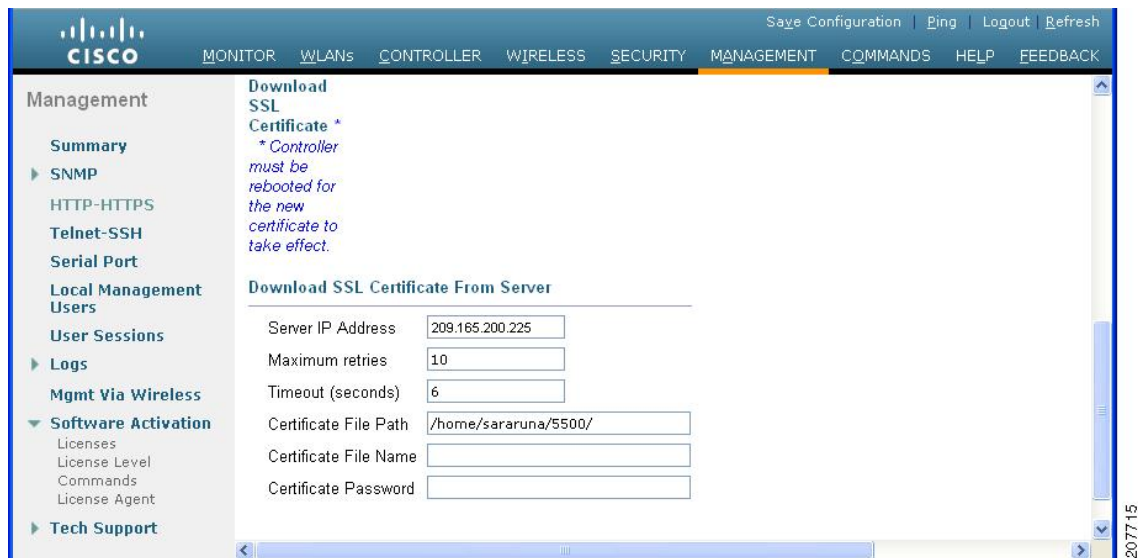 Save Configuration | Ping | Logout | Refresh
CISCO
MONITOR WLANs CONTROLLER WIRELESS SECURITY MANAGEMENT COMMANDS HELP FEEDBACK
Management
Summary
SNMP
HTTP-HTTPS
Telnet-SSH
Serial Port
Local Management
Users
User Sessions
Logs
Mgmt Via Wireless
Software Activation
Licenses
License Level
Commands
License Agent
Tech Support
Download
SSL
Certificate *
* Controller
must be
rebooted for
the new
certificate to
take effect.
Download SSL Certificate From Server
Server IP Address 209.165.200.225
Maximum retries 10
Timeout (seconds) 6
Certificate File Path /home/sararuna/5500/
Certificate File Name
Certificate Password
207715